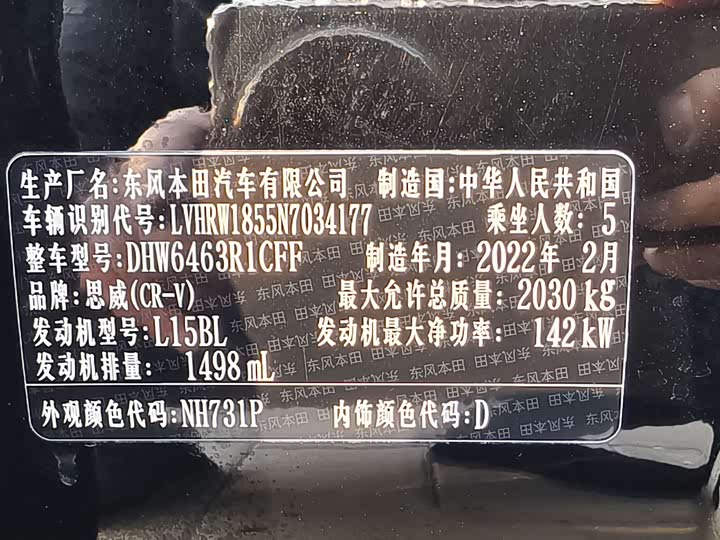 生产厂名:东风本田汽车有限公司 制造国:中华人民共和国
车辆识别代号:LVHRW1855N7034177 乘坐人数:5
整车型号:DHW6463R1CFF 制造年月:2022年 2月
品牌:思威(CR-V) 最大允许总质量:2030 kg
发动机型号:L15BL 发动机最大净功率:142 kW
发动机排量: 1498 mL
外观颜色代码:NH731P 内饰颜色代码:D
东风本田